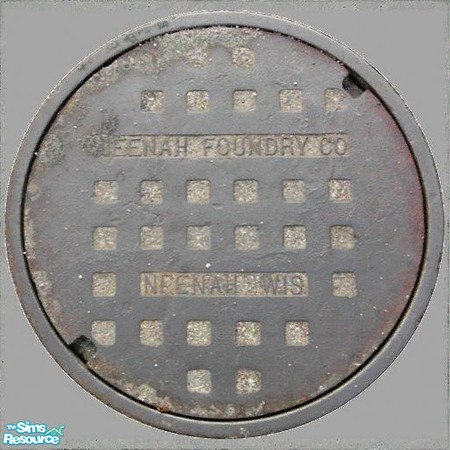 NEENAH FOUNDRY CO
NEENAH WIS
The Sims
Resource